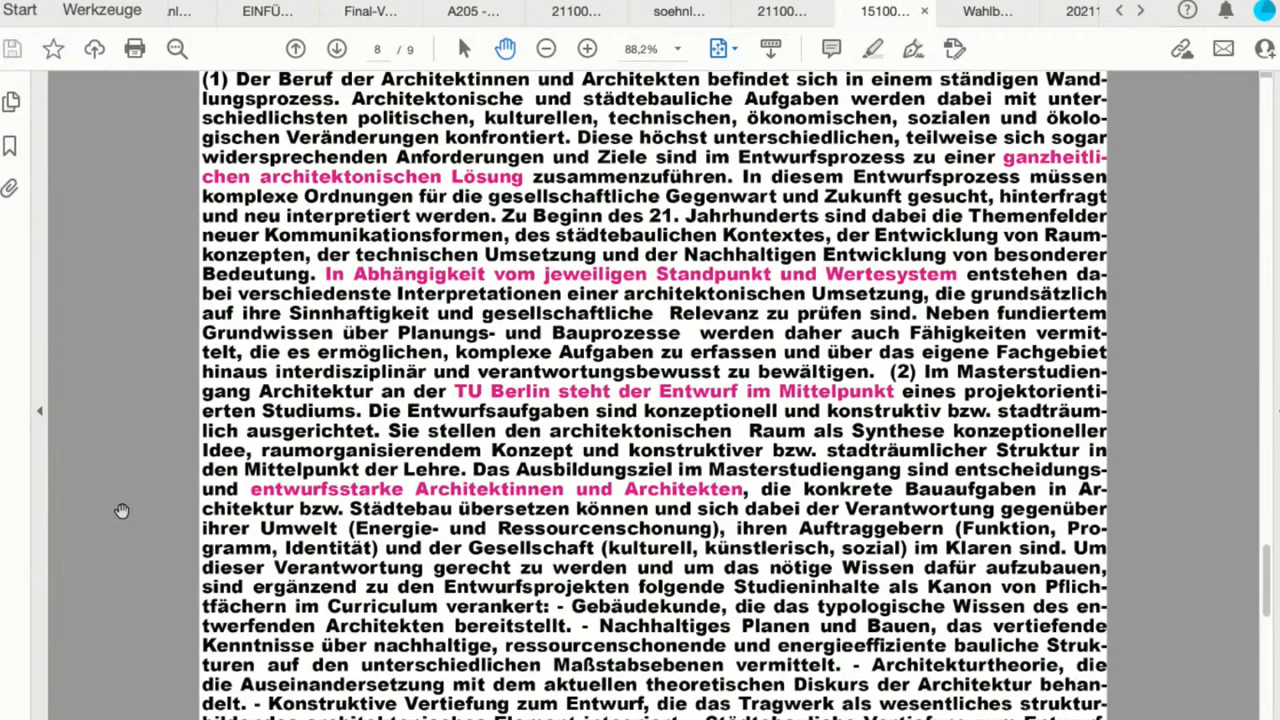 Start Werkzeuge nl... EINFÜ... Final-V... A205 -... 21100... soehnl... 21100... 15100... × Wahlb... 2021
8 / 9 88,2%
(1) Der Beruf der Architektinnen und Architekten befindet sich in einem ständigen Wand-
lungsprozess. Architektonische und städtebauliche Aufgaben werden dabei mit unter-
schiedlichsten politischen, kulturellen, technischen, ökonomischen, sozialen und ökolo-
gischen Veränderungen konfrontiert. Diese höchst unterschiedlichen, teilweise sich sogar
widersprechenden Anforderungen und Ziele sind im Entwurfsprozess zu einer ganzheitli-
chen architektonischen Lösung zusammenzuführen. In diesem Entwurfsprozess müssen
komplexe Ordnungen für die gesellschaftliche Gegenwart und Zukunft gesucht, hinterfragt
und neu interpretiert werden. Zu Beginn des 21. Jahrhunderts sind dabei die Themenfelder
neuer Kommunikationsformen, des städtebaulichen Kontextes, der Entwicklung von Raum-
konzepten, der technischen Umsetzung und der Nachhaltigen Entwicklung von besonderer
Bedeutung. In Abhängigkeit vom jeweiligen Standpunkt und Wertesystem entstehen da-
bei verschiedenste Interpretationen einer architektonischen Umsetzung, die grundsätzlich
auf ihre Sinnhaftigkeit und gesellschaftliche Relevanz zu prüfen sind. Neben fundiertem
Grundwissen über Planungs- und Bauprozesse werden daher auch Fähigkeiten vermit-
telt, die es ermöglichen, komplexe Aufgaben zu erfassen und über das eigene Fachgebiet
hinaus interdisziplinär und verantwortungsbewusst zu bewältigen. (2) Im Masterstudien-
gang Architektur an der TU Berlin steht der Entwurf im Mittelpunkt eines projektorienti-
erten Studiums. Die Entwurfsaufgaben sind konzeptionell und konstruktiv bzw. stadträum-
lich ausgerichtet. Sie stellen den architektonischen Raum als Synthese konzeptioneller
Idee, raumorganisierendem Konzept und konstruktiver bzw. stadträumlicher Struktur in
den Mittelpunkt der Lehre. Das Ausbildungsziel im Masterstudiengang sind entscheidungs-
und entwurfsstarke Architektinnen und Architekten, die konkrete Bauaufgaben in Ar-
chitektur bzw. Städtebau übersetzen können und sich dabei der Verantwortung gegenüber
ihrer Umwelt (Energie- und Ressourcenschonung), ihren Auftraggebern (Funktion, Pro-
gramm, Identität) und der Gesellschaft (kulturell, künstlerisch, sozial) im Klaren sind. Um
dieser Verantwortung gerecht zu werden und um das nötige Wissen dafür aufzubauen,
sind ergänzend zu den Entwurfsprojekten folgende Studieninhalte als Kanon von Pflich-
tfächern im Curriculum verankert: - Gebäudekunde, die das typologische Wissen des en-
twerfenden Architekten bereitstellt. - Nachhaltiges Planen und Bauen, das vertiefende
Kenntnisse über nachhaltige, ressourcenschonende und energieeffiziente bauliche Struk-
turen auf den unterschiedlichen Maßstabsebenen vermittelt. - Architekturtheorie, die
die Auseinandersetzung mit dem aktuellen theoretischen Diskurs der Architektur behan-
delt. - Konstruktive Vertiefung zum Entwurf, die das Tragwerk als wesentliches struktur-
bildendes architektonisches Element integriert. - Städtebauliche Vertiefung zum Entwurf